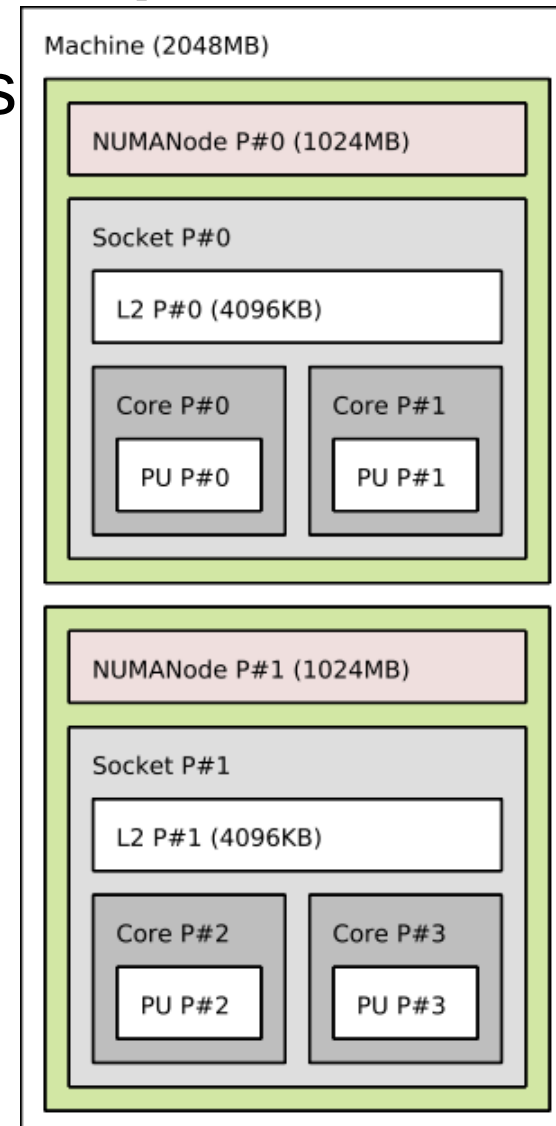 Machine (2048MB)
s
NUMANode P#0 (1024MB)
Socket P#0
L2 P#0 (4096KB)
Core P#0 Core P#1
PU P#0 PU P#1
NUMANode P#1 (1024MB)
Socket P#1
L2 P#1 (4096KB)
Core P#2 Core P#3
PU P#2 PU P#3